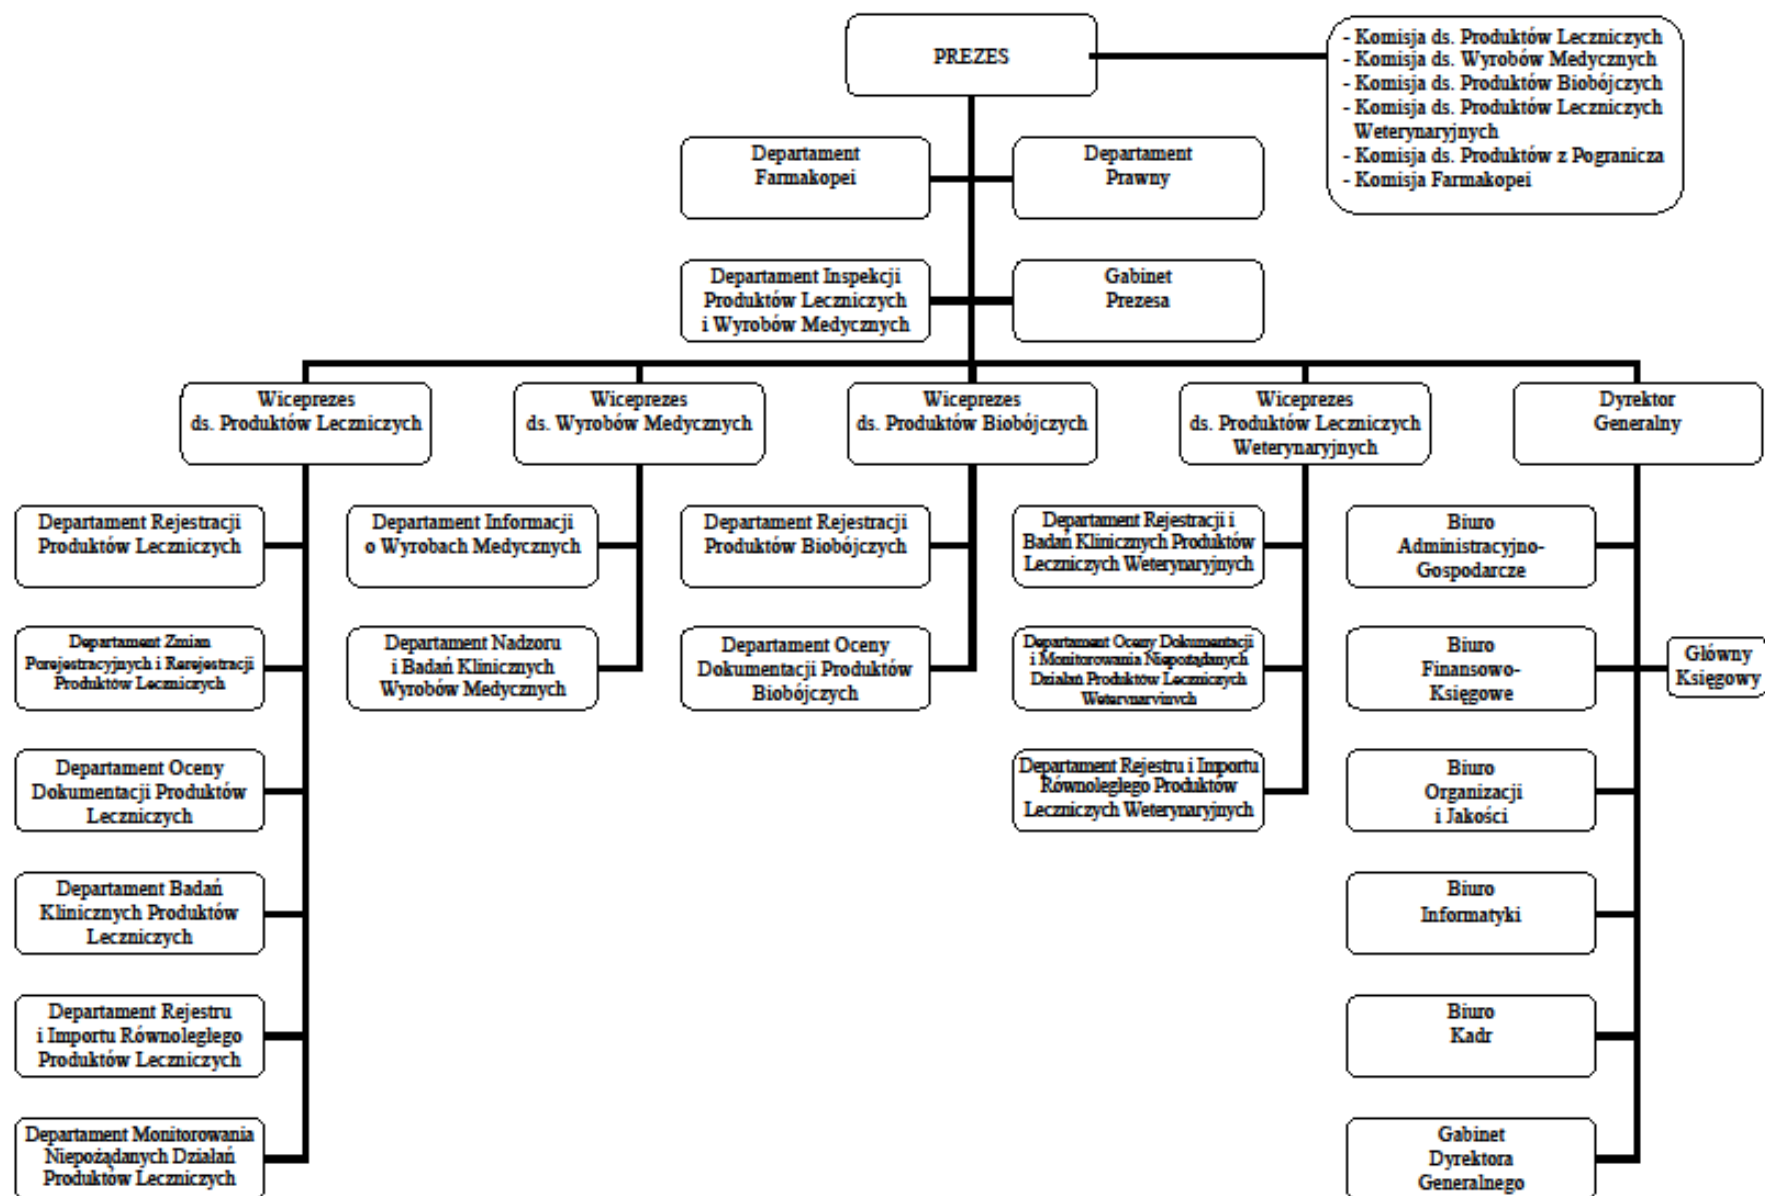 PREZES
- Komisja ds. Produktów Leczniczych
- Komisja ds. Wyrobów Medycznych
- Komisja ds. Produktów Biobójczych
- Komisja ds. Produktów Leczniczych
Weterynaryjnych
- Komisja ds. Produktów z Pogranicza
- Komisja Farmakopei
Departament
Farmakopei
Departament
Prawny
Departament Inspekcji
Produktów Leczniczych
i Wyrobów Medycznych
Gabinet
Prezesa
Wiceprezes
ds. Produktów Leczniczych
Wiceprezes
ds. Wyrobów Medycznych
Wiceprezes
ds. Produktów Biobójczych
Wiceprezes
ds. Produktów Leczniczych
Weterynaryjnych
Dyrektor
Generalny
Departament Rejestracji
Produktów Leczniczych
Departament Informacji
o Wyrobach Medycznych
Departament Rejestracji
Produktów Biobójczych
Departament Rejestracji i
Badań Klinicznych Produktów
Leczniczych Weterynaryjnych
Biuro
Administracyjno-
Gospodarcze
Departament Zmian
Porejestracyjnych i Rerejestracji
Produktów Leczniczych
Departament Nadzoru
i Badań Klinicznych
Wyrobów Medycznych
Departament Oceny
Dokumentacji Produktów
Biobójczych
Departament Oceny Dokumentacji
i Monitorowania Niepożądanych
Działań Produktów Leczniczych
Weterynaryjnych
Biuro
Finansowo-
Księgowe
Główny
Księgowy
Departament Oceny
Dokumentacji Produktów
Leczniczych
Departament Rejestru i Importu
Równoległego Produktów
Leczniczych Weterynaryjnych
Biuro
Organizacji
i Jakości
Departament Badań
Klinicznych Produktów
Leczniczych
Biuro
Informatyki
Departament Rejestru
i Importu Równoległego
Produktów Leczniczych
Biuro
Kadr
Departament Monitorowania
Niepożądanych Działań
Produktów Leczniczych
Gabinet
Dyrektora
Generalnego